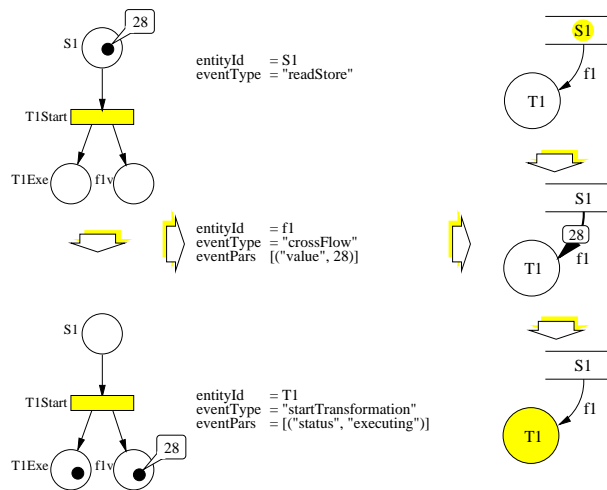 28
S1
T1Start
T1Exe
f1v
entityId = S1
eventType = "readStore"
S1
f1
T1
entityId = f1
eventType = "crossFlow"
eventPars [("value", 28)]
S1
28
f1
T1
S1
T1Start
T1Exe
f1v
28
entityId = T1
eventType = "startTransformation"
eventPars = [("status", "executing")]
S1
f1
T1